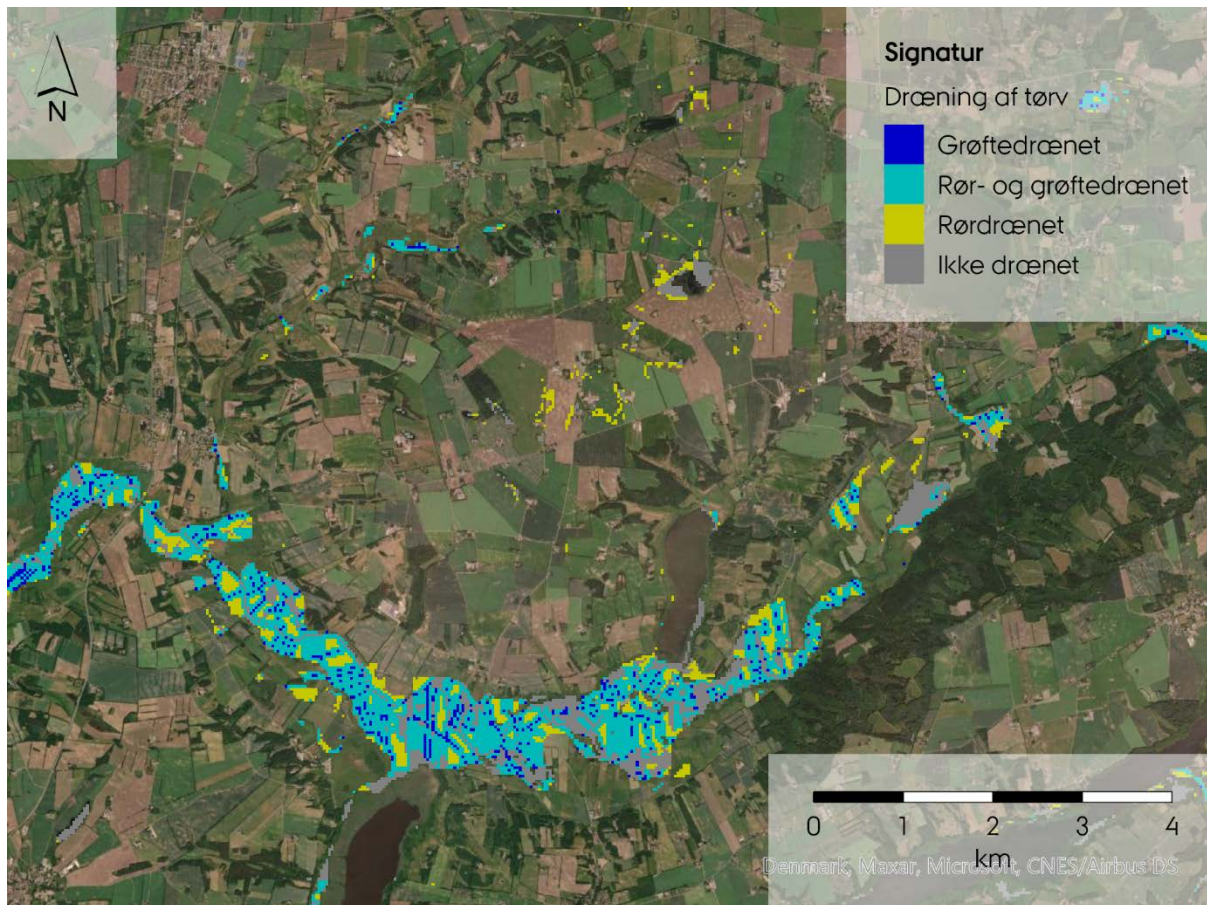 N
Signatur
Dræning af tørv
Grøftedrænet
Rør- og grøftedrænet
Rørdrænet
Ikke drænet
0 1 2 3 4
km
Denmark, Maxar, Microsoft, CNES/Airbus DS